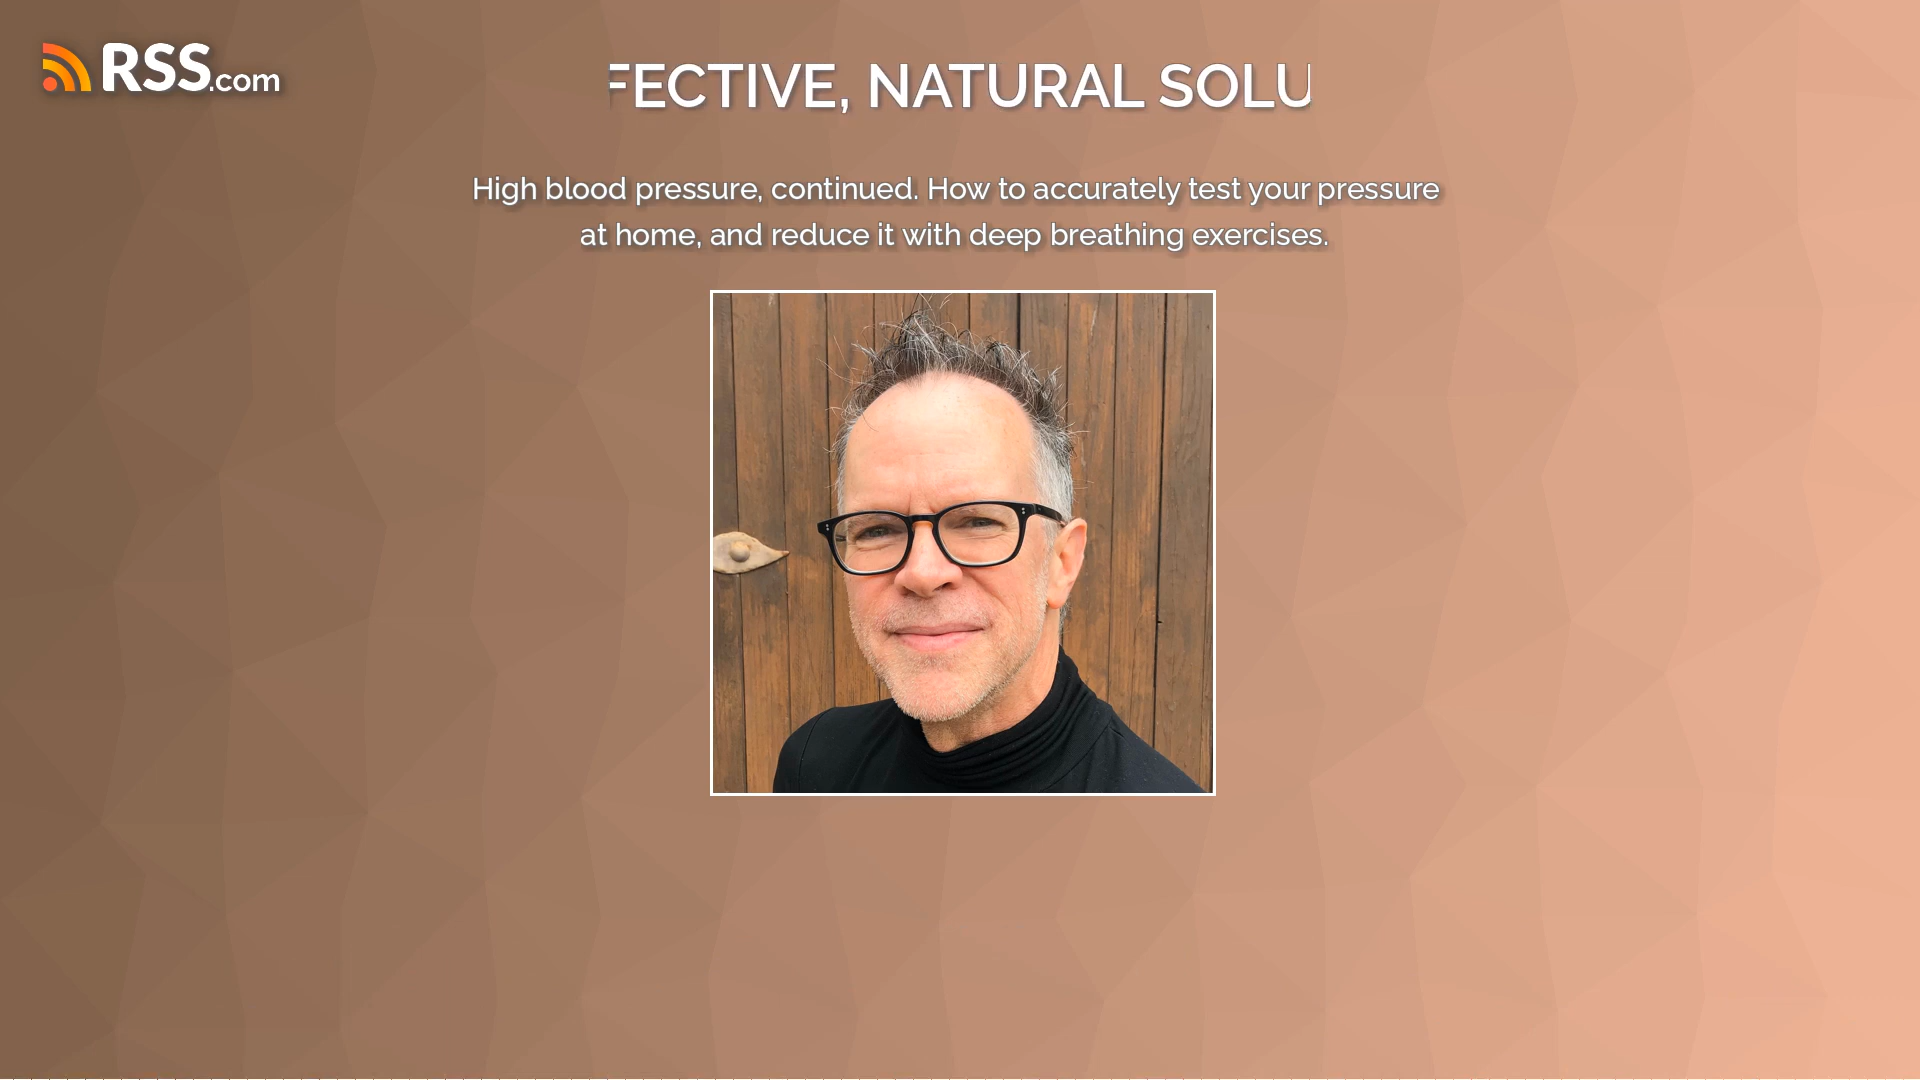 RSS.com
FECTIVE, NATURAL SOLU
High blood pressure, continued. How to accurately test your pressure
at home, and reduce it with deep breathing exercises.